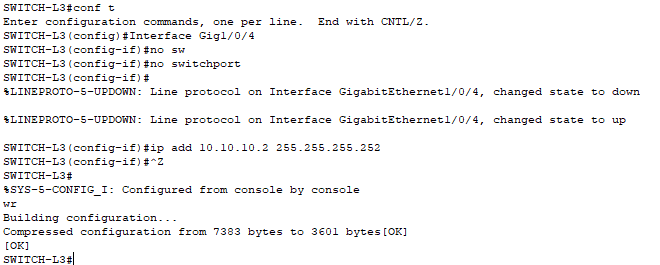 SWITCH-L3#conf t
Enter configuration commands, one per line.  End with CNTL/Z.
SWITCH-L3(config)#Interface Gig1/0/4
SWITCH-L3(config-if)#no sw
SWITCH-L3(config-if)#no switchport
SWITCH-L3(config-if)#
%LINEPROTO-5-UPDOWN: Line protocol on Interface GigabitEthernet1/0/4, changed state to down
%LINEPROTO-5-UPDOWN: Line protocol on Interface GigabitEthernet1/0/4, changed state to up
SWITCH-L3(config-if)#ip add 10.10.10.2 255.255.255.252
SWITCH-L3(config-if)#^Z
SWITCH-L3#
%SYS-5-CONFIG_I: Configured from console by console
wr
Building configuration...
Compressed configuration from 7383 bytes to 3601 bytes[OK]
[OK]
SWITCH-L3#